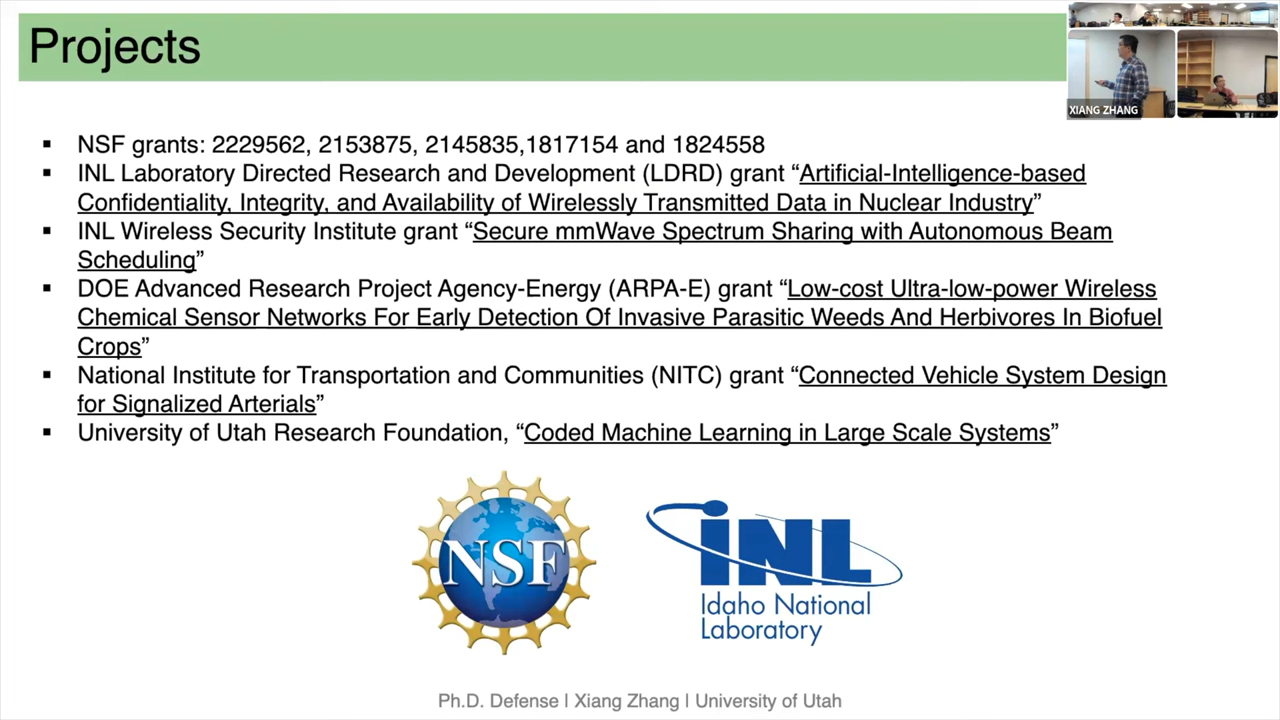 Projects
XIANG ZHANG
▪ NSF grants: 2229562, 2153875, 2145835,1817154 and 1824558
▪ INL Laboratory Directed Research and Development (LDRD) grant “Artificial-Intelligence-based
Confidentiality, Integrity, and Availability of Wirelessly Transmitted Data in Nuclear Industry”
▪ INL Wireless Security Institute grant “Secure mmWave Spectrum Sharing with Autonomous Beam
Scheduling”
▪ DOE Advanced Research Project Agency-Energy (ARPA-E) grant “Low-cost Ultra-low-power Wireless
Chemical Sensor Networks For Early Detection Of Invasive Parasitic Weeds And Herbivores In Biofuel
Crops”
▪ National Institute for Transportation and Communities (NITC) grant “Connected Vehicle System Design
for Signalized Arterials”
▪ University of Utah Research Foundation, “Coded Machine Learning in Large Scale Systems”
NSF
iNL
Idaho National
Laboratory
Ph.D. Defense | Xiang Zhang | University of Utah